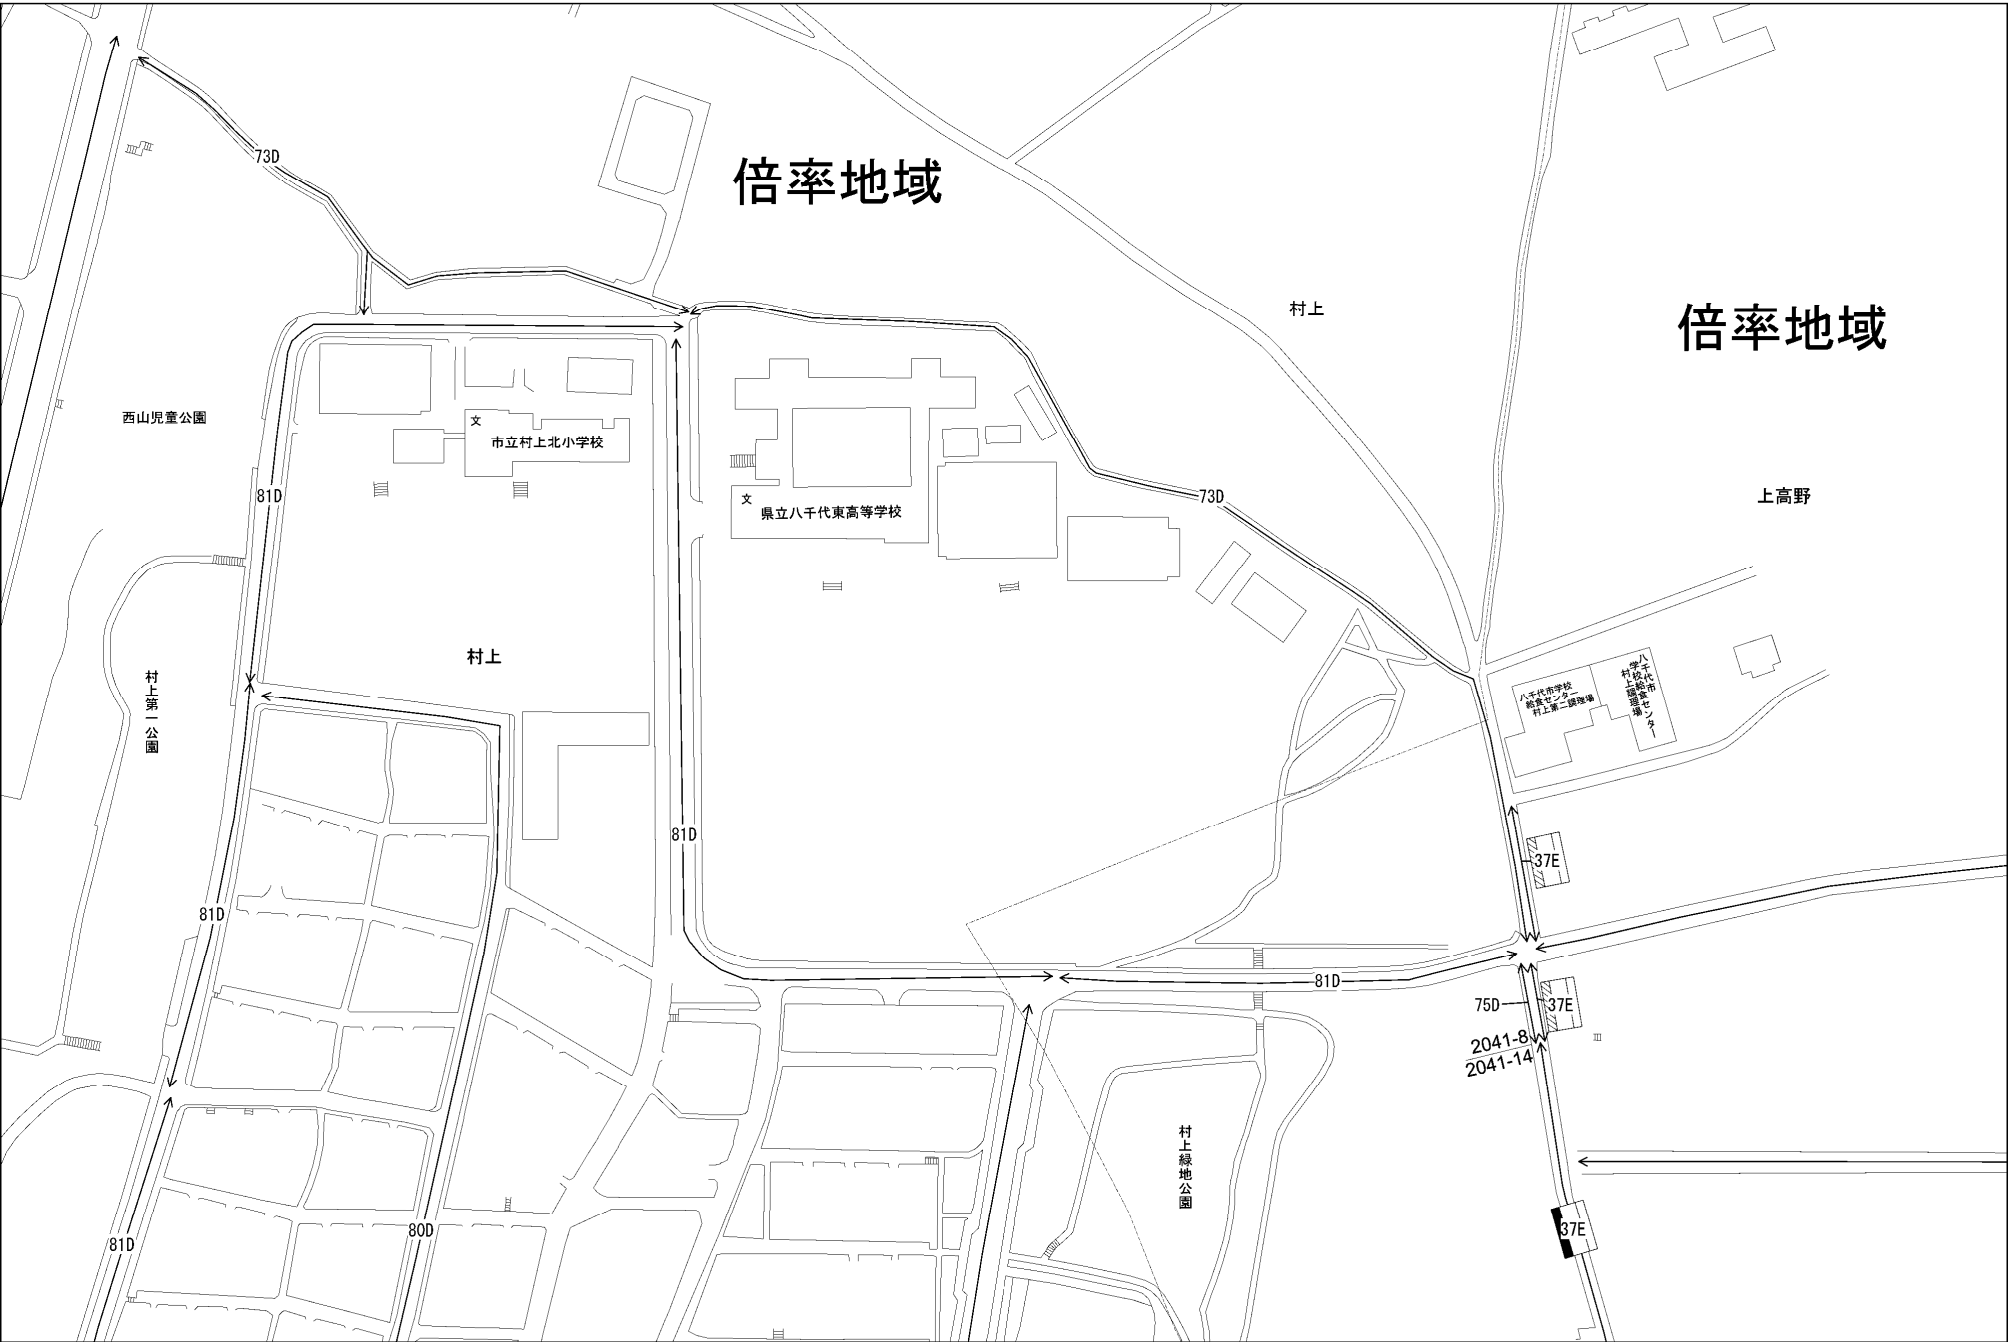 73D
倍率地域
村上
倍率地域
西山児童公園
文
市立村上北小学校
81D
文
県立八千代東高等学校
73D
上高野
村上
村上第一公園
八千代市学校
給食センター
村上第二調理場
八千代市
学校給食センター
村上調理場
81D
37E
81D
81D
75D
37E
2041-8
2041-14
村上緑地公園
81D
80D
37E